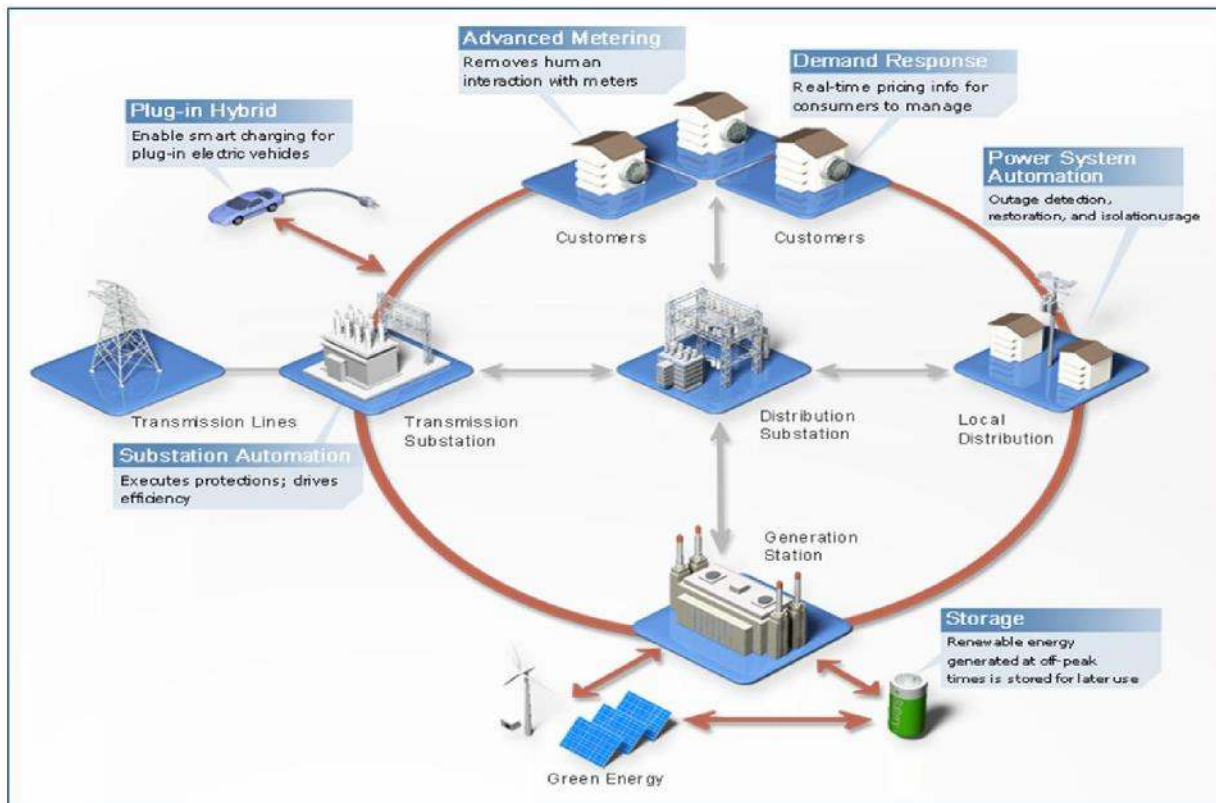 Advanced Metering
Removes human
interaction with meters
Demand Response
Real-time pricing info for
consumers to manage
Plug-in Hybrid
Enable smart charging for
plug-in electric vehicles
Power System
Automation
Outage detection,
restoration, and isolationusage
Customers
Customers
Transmission Lines
Transmission
Substation
Distribution
Substation
Local
Distribution
Substation Automation
Executes protections; drives
efficiency
Generation
Station
Storage
Renewable energy
generated at off-peak
times is stored for later use
Green Energy